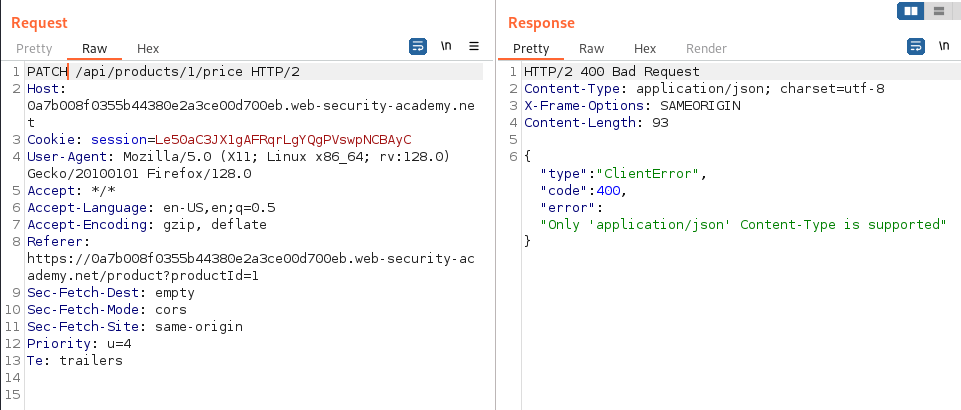 Request
Pretty Raw Hex
\n
1 PATCH /api/products/1/price HTTP/2
2 Host:
0a7b008f0355b44380e2a3ce00d700eb.web-security-academy.ne
t
3 Cookie: session=Le50aC3JX1gAFRqrLgYQgPVswpNCBAyC
4 User-Agent: Mozilla/5.0 (X11; Linux x86_64; rv:128.0)
Gecko/20100101 Firefox/128.0
5 Accept: */*
6 Accept-Language: en-US,en;q=0.5
7 Accept-Encoding: gzip, deflate
8 Referer:
https://0a7b008f0355b44380e2a3ce00d700eb.web-security-ac
ademy.net/product?productId=1
9 Sec-Fetch-Dest: empty
10 Sec-Fetch-Mode: cors
11 Sec-Fetch-Site: same-origin
12 Priority: u=4
13 Te: trailers
14
15
Response
Pretty Raw Hex Render
\n
1 HTTP/2 400 Bad Request
2 Content-Type: application/json; charset=utf-8
3 X-Frame-Options: SAMEORIGIN
4 Content-Length: 93
5
6 {
"type":"ClientError",
"code":400,
"error":
"Only 'application/json' Content-Type is supported"
}